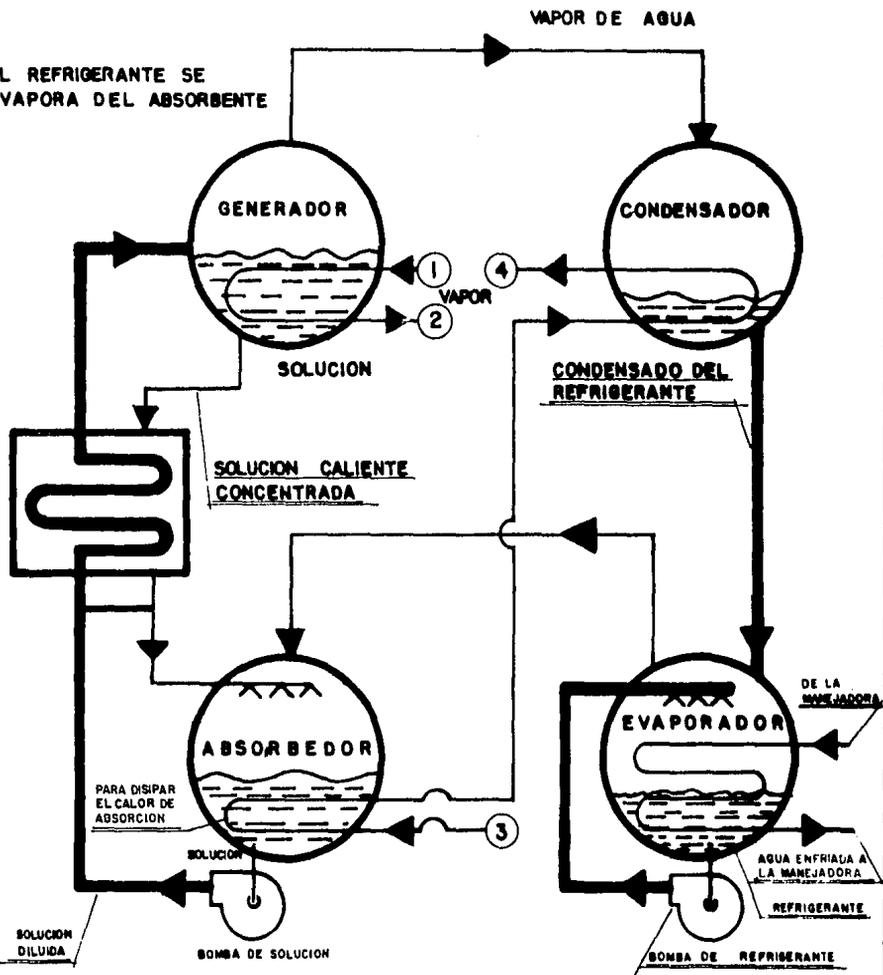 VAPOR DE AGUA
L REFRIGERANTE SE
VAPORA DEL ABSORBENTE
GENERADOR
CONDENSADOR
1
4
VAPOR
2
SOLUCION
CONDENSADO DEL
REFRIGERANTE
SOLUCION CALIENTE
CONCENTRADA
DE LA
MANEJADORA
EVAPORADOR
ABSORBEDOR
PARA DISIPAR
EL CALOR DE
ABSORCION
3
SOLUCION
AGUA ENFRIADA A
LA MANEJADORA
REFRIGERANTE
SOLUCION
DILUIDA
BOMBA DE SOLUCION
BOMBA DE REFRIGERANTE